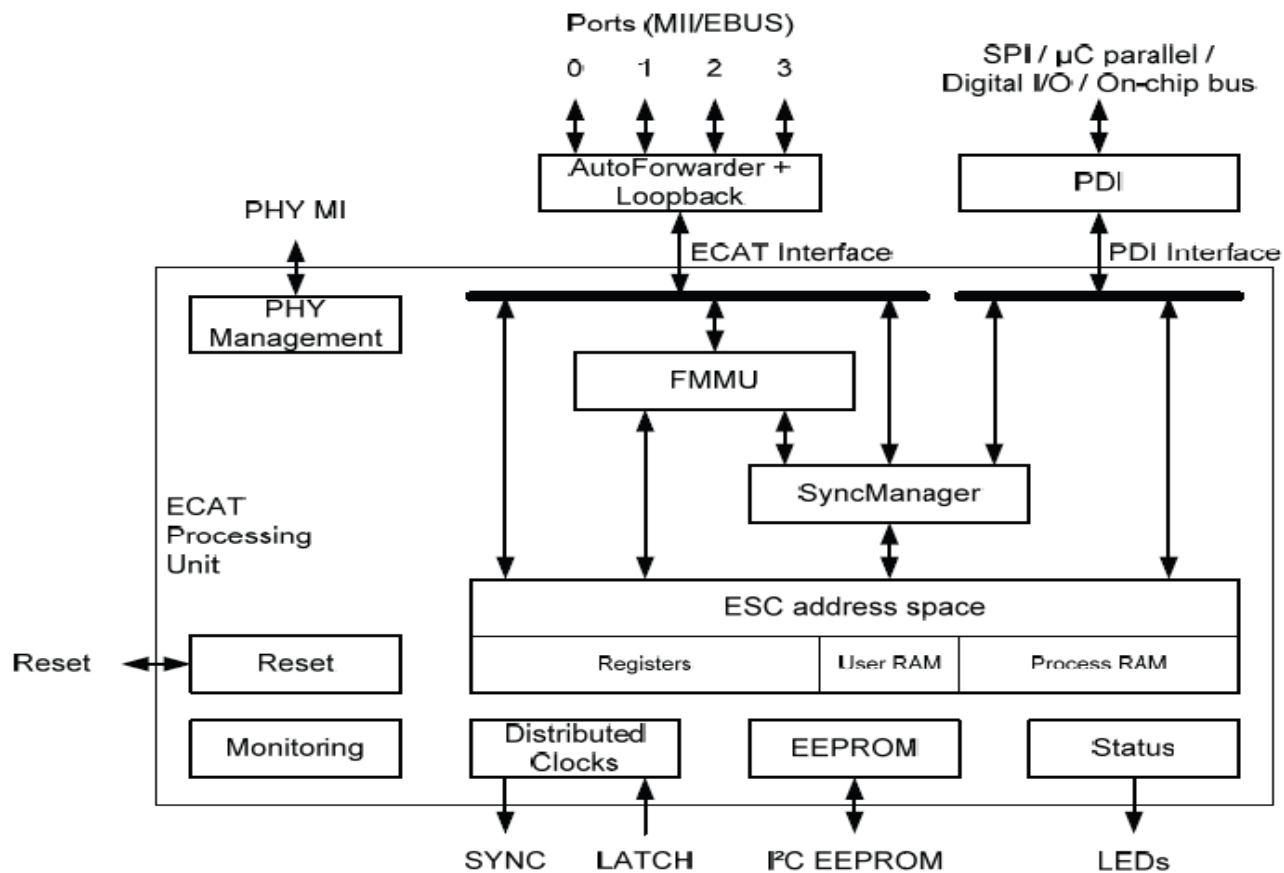 Ports (MII/EBUS)
0 1 2 3
SPI / µC parallel /
Digital I/O / On-chip bus
AutoForwarder +
Loopback
PDI
PHY MI
ECAT Interface
PDI Interface
PHY
Management
FMMU
SyncManager
ECAT
Processing
Unit
ESC address space
Reset
Reset
Registers
User RAM
Process RAM
Monitoring
Distributed
Clocks
EEPROM
Status
SYNC
LATCH
I²C EEPROM
LEDs